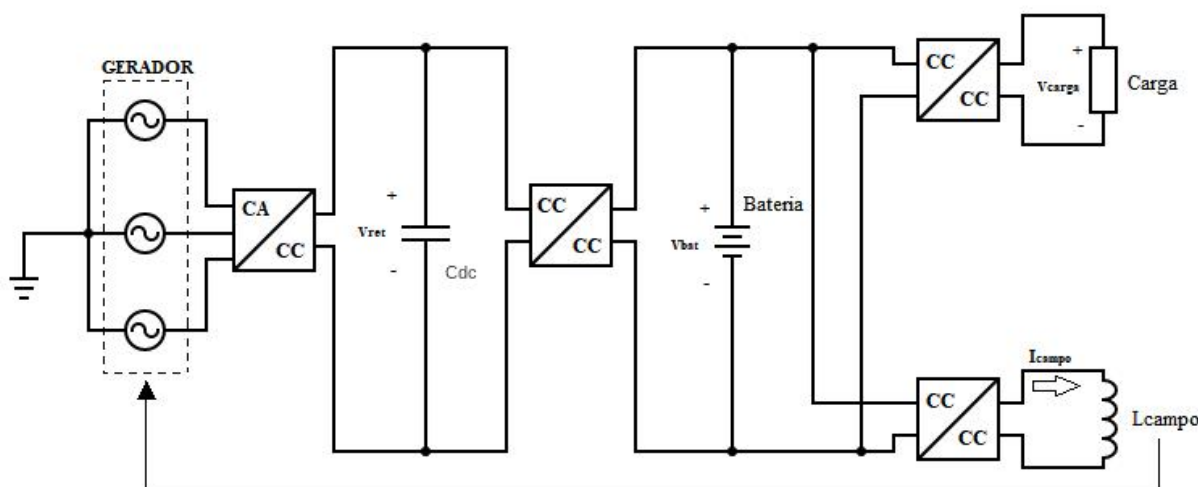 GERADOR
CA
CC
+
Vret
-
Cdc
CC
CC
+
Bateria
Vbat
-
CC
CC
+
Vcarga
-
Carga
CC
CC
Icampo
Lcampo